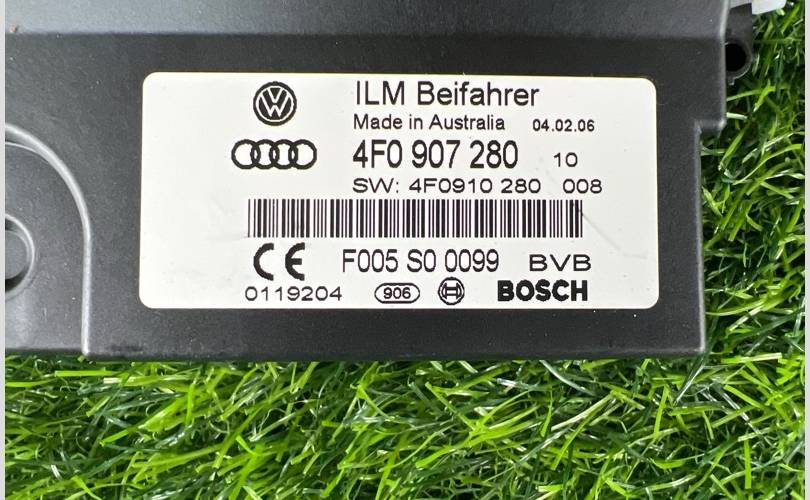 ILM Beifahrer
Made in Australia 04.02.06
4F0 907 280 10
SW: 4F0910 280 008
CE F005 S0 0099 BVB
0119204 906 BOSCH